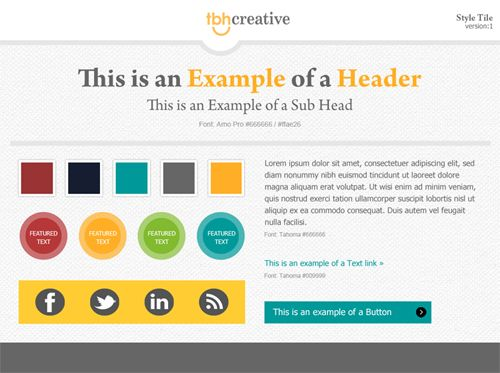 tbhcreative
Style Tile
version:1
This is an Example of a Header
This is an Example of a Sub Head
Font: Arno Pro #666666 / #ffae26
Lorem ipsum dolor sit amet, consectetuer adipiscing elit, sed
diam nonummy nibh euismod tincidunt ut laoreet dolore
magna aliquam erat volutpat. Ut wisi enim ad minim veniam,
quis nostrud exerci tation ullamcorper suscipit lobortis nisl ut
aliquip ex ea commodo consequat. Duis autem vel feugait
nulla facilisi.
Font: Tahoma #666666
FEATURED
TEXT
FEATURED
TEXT
FEATURED
TEXT
FEATURED
TEXT
This is an example of a Text link »
Font: Tahoma #009999
f
in
This is an example of a Button